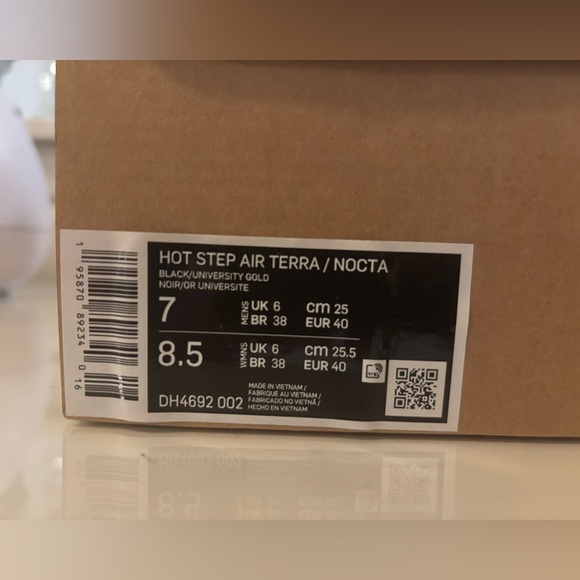 HOT STEP AIR TERRA / NOCTA
BLACK/UNIVERSITY GOLD
NOIR/OR UNIVERSITE
7 MENS UK 6 cm 25
BR 38 EUR 40
8.5 WMNS UK 6 cm 25.5
BR 38 EUR 40
MADE IN VIETNAM /
FABRIQUE AU VIETNAM /
FABRICADO NO VIETNÃ /
HECHO EN VIETNAM
DH4692 002
1 95870 89234 0 16